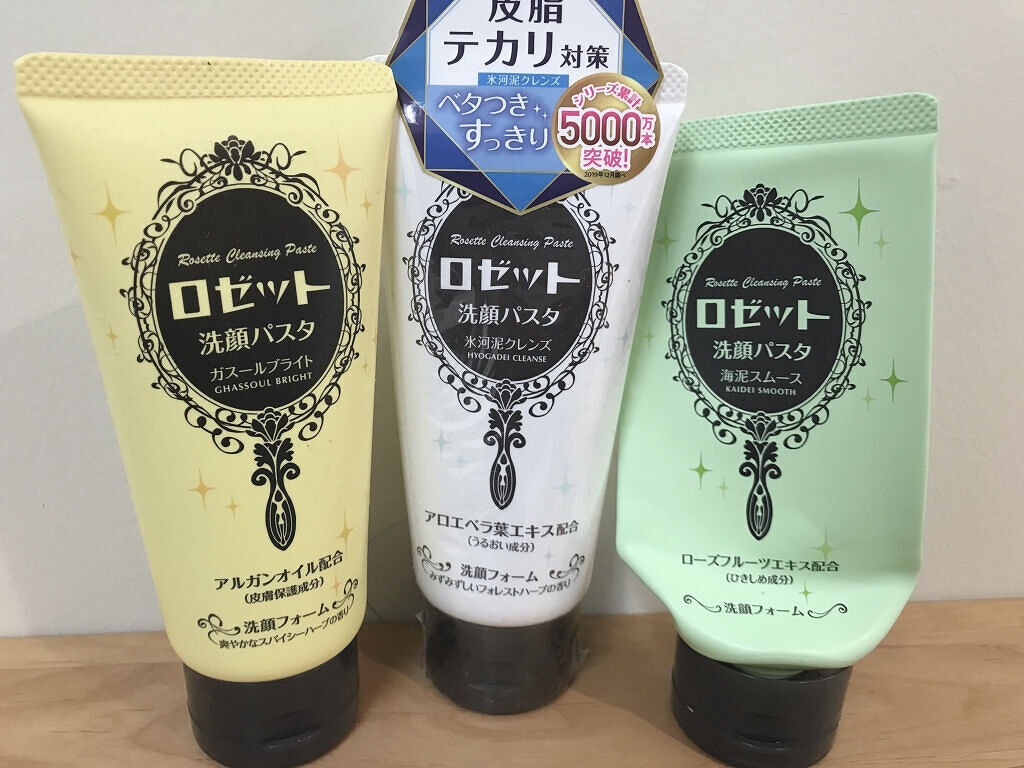 Rosette Cleansing Paste
ロゼット
洗顔パスタ
ガスールブライト
GHASSOUL BRIGHT
アルガンオイル配合
(皮膚保護成分)
洗顔フォーム
爽やかなスパイシーハーブの香り
皮脂
テカリ対策
氷河泥クレンズ
ベタつき
すっきり
シリーズ累計
5000万本
突破!
2019年12月調べ
Rosette Cleansing Paste
ロゼット
洗顔パスタ
氷河泥クレンズ
HYOGADEI CLEANSE
アロエベラ葉エキス配合
(うるおい成分)
洗顔フォーム
みずみずしいフォレストハーブの香り
Rosette Cleansing Paste
ロゼット
洗顔パスタ
海泥スムース
KAIDEI SMOOTH
ローズフルーツエキス配合
(ひきしめ成分)
洗顔フォーム